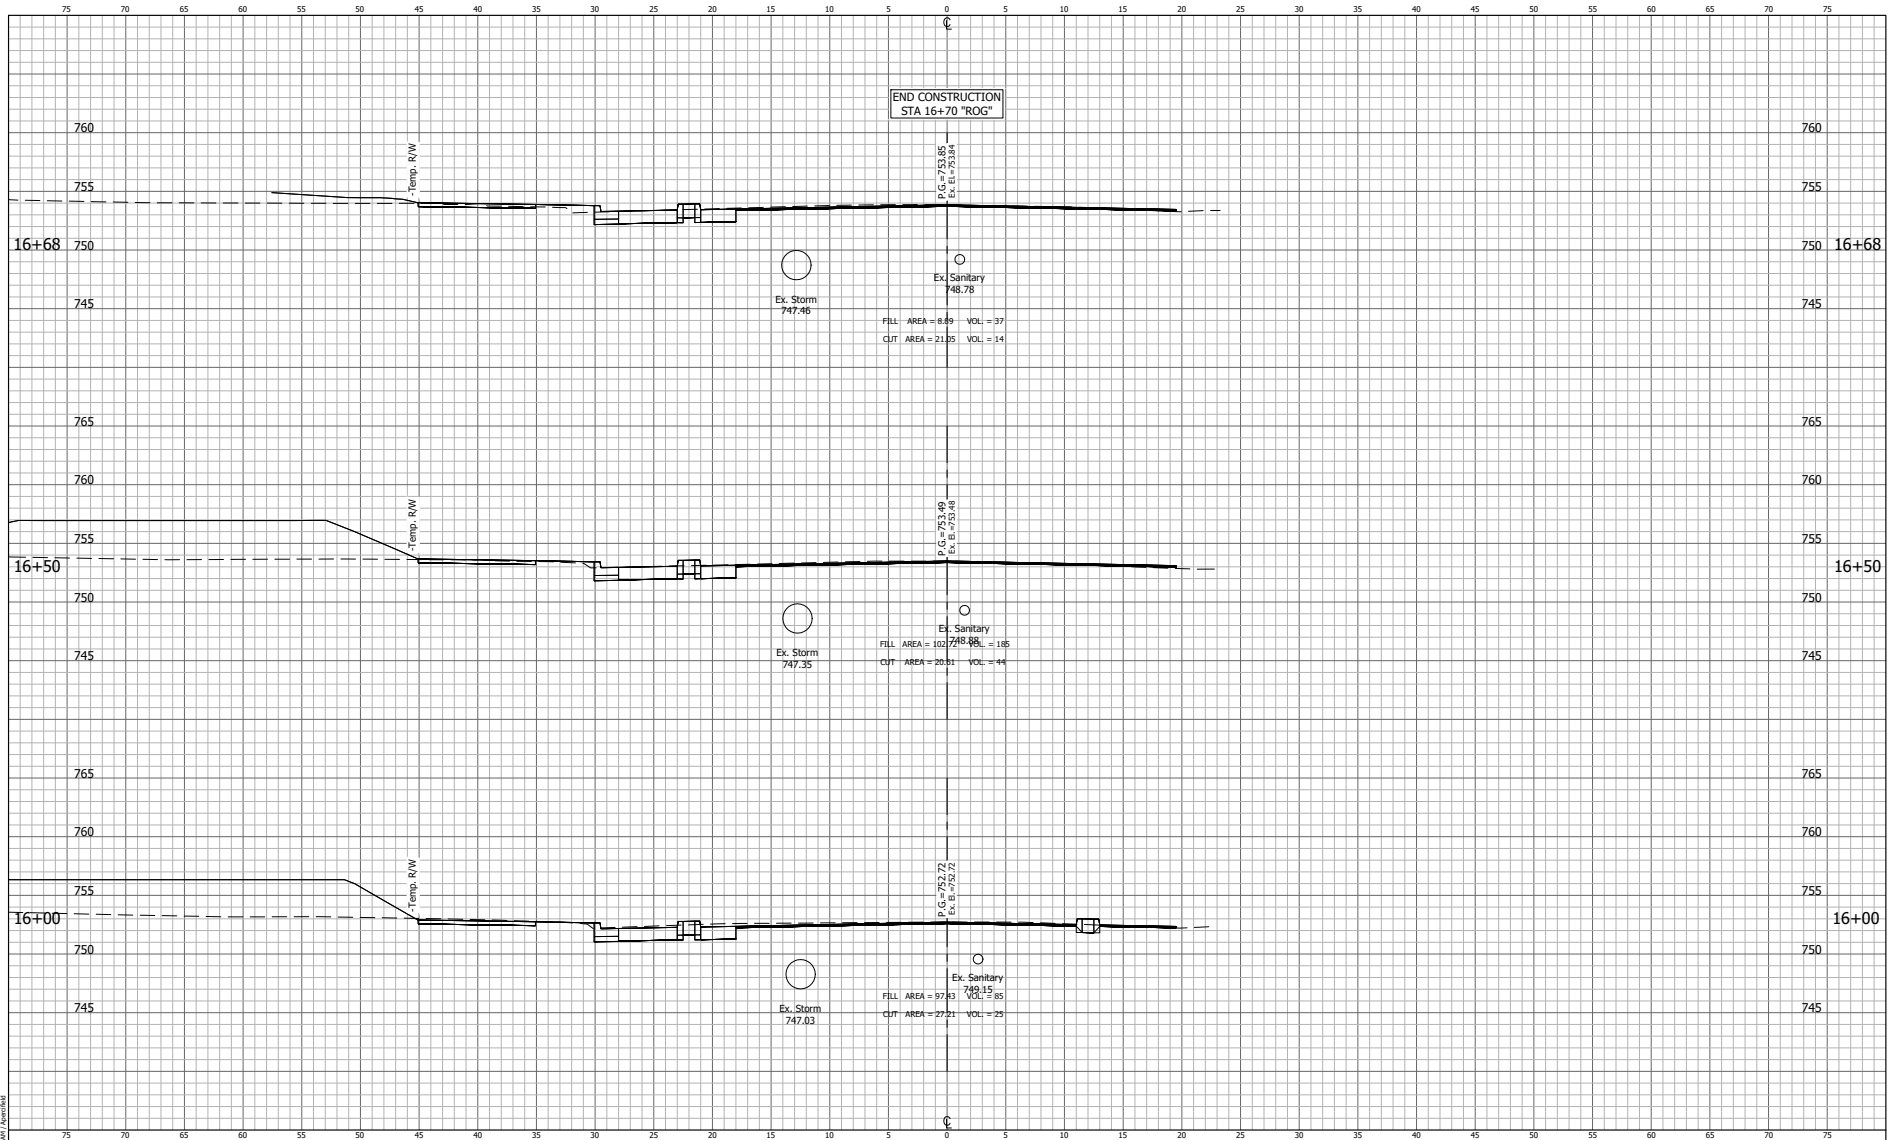 75 70 65 60 55 50 45 40 35 30 25 20 15 10 5 0 5 10 15 20 25 30 35 40 45 50 55 60 65 70 75
END CONSTRUCTION
STA 16+70 "ROG"
760 760
-Temp. R/W
P.G.=753.85
Ex. El.=753.84
755 755
16+68 750 750 16+68
Ex. Sanitary
748.78
Ex. Storm
747.46
745 745
FILL AREA = 8.89 VOL. = 37
CUT AREA = 21.05 VOL. = 14
765 765
760 760
-Temp. R/W
P.G.=753.49
Ex. El.=753.48
755 755
16+50 16+50
750 750
Ex. Sanitary
748.88
FILL AREA = 102.72 VOL. = 185
Ex. Storm
747.35
745 745
CUT AREA = 20.61 VOL. = 44
765 765
760 760
-Temp. R/W
P.G.=752.72
Ex. El.=752.72
755 755
16+00 16+00
750 750
Ex. Sanitary
749.15
FILL AREA = 97.43 VOL. = 85
Ex. Storm
747.03
745 745
CUT AREA = 27.21 VOL. = 25
75 70 65 60 55 50 45 40 35 30 25 20 15 10 5 0 5 10 15 20 25 30 35 40 45 50 55 60 65 70 75